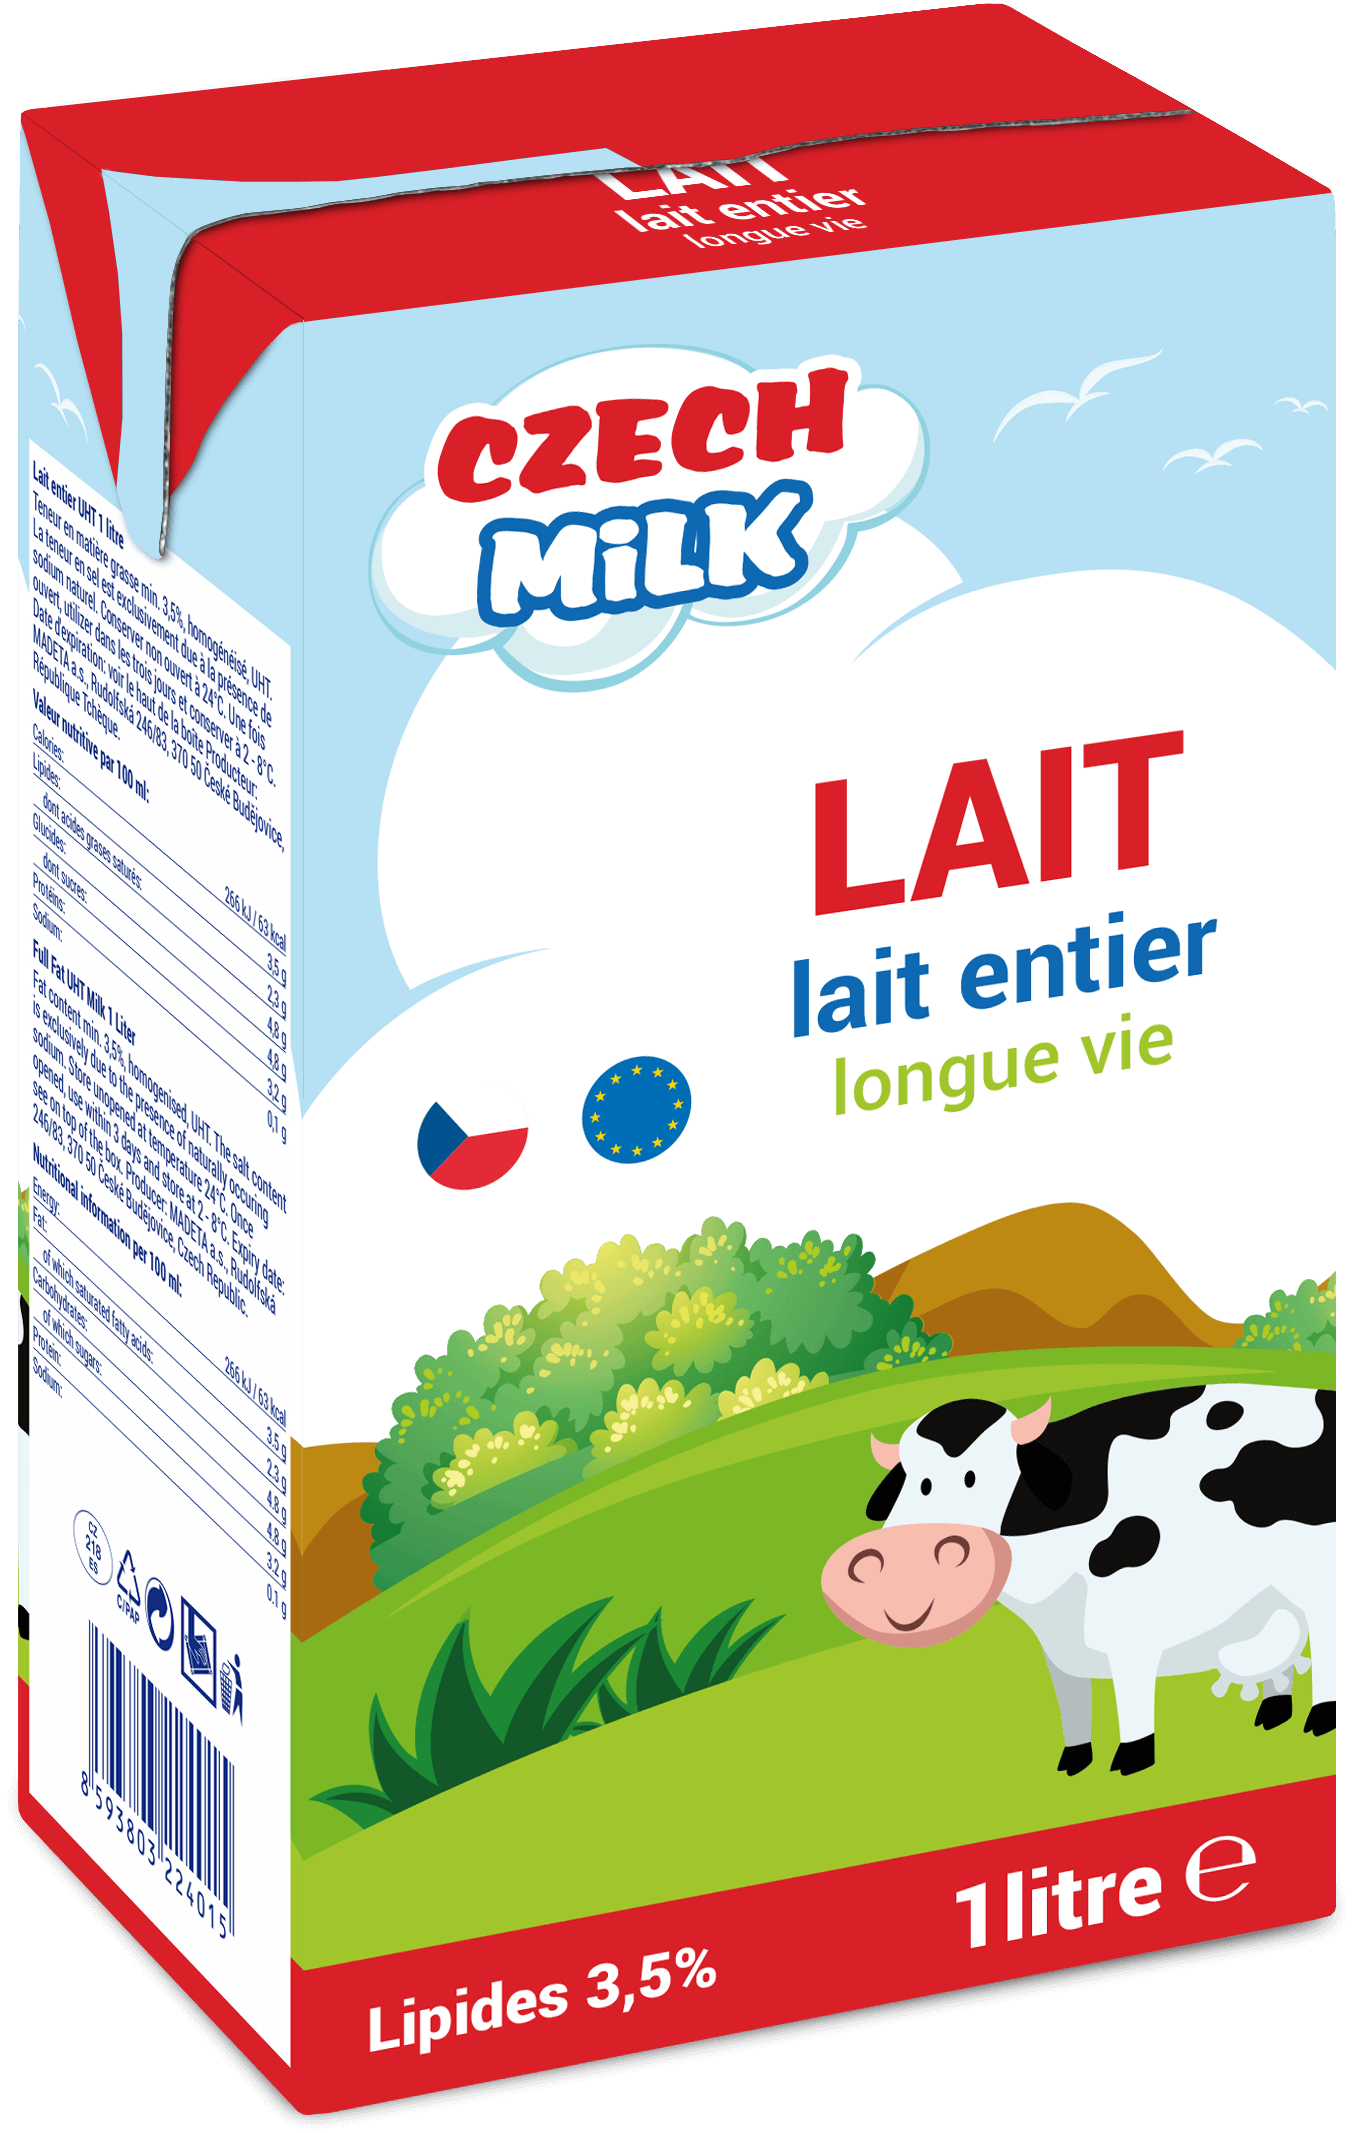 LAIT
lait entier
longue vie
CZECH
MiLK
LAIT
lait entier
longue vie
1 litre ℮
Lipides 3,5%
Lait entier UHT 1 litre
Teneur en matière grasse min. 3,5%, homogénéisé, UHT.
La teneur en sel est exclusivement due à la présence de
sodium naturel. Conserver non ouvert à 24°C. Une fois
ouvert, utilizer dans les trois jours et conserver à 2 - 8°C.
Date d'expiration: voir le haut de la boîte Producteur:
MADETA a.s., Rudolfská 246/83, 370 50 České Budějovice,
République Tchèque.
Valeur nutritive par 100 ml:
Calories: 266 kJ / 63 kcal
Lipides: 3,5 g
dont acides grases saturés: 2,3 g
Glucides: 4,8 g
dont sucres: 4,8 g
Protéins: 3,2 g
Sodium: 0,1 g
Full Fat UHT Milk 1 Liter
Fat content min. 3,5%, homogenised, UHT. The salt content
is exclusively due to the presence of naturally occuring
sodium. Store unopened at temperature 24°C. Once
opened, use within 3 days and store at 2 - 8°C. Expiry date:
see on top of the box. Producer: MADETA a.s., Rudolfská
246/83, 370 50 České Budějovice, Czech Republic.
Nutritional information per 100 ml:
Energy: 266 kJ / 63 kcal
Fat: 3.5 g
of which saturated fatty acids: 2.3 g
Carbohydrates: 4.8 g
of which sugars: 4.8 g
Protein: 3.2 g
Sodium: 0.1 g
CZ
218
ES
C/PAP
8 593803 224015